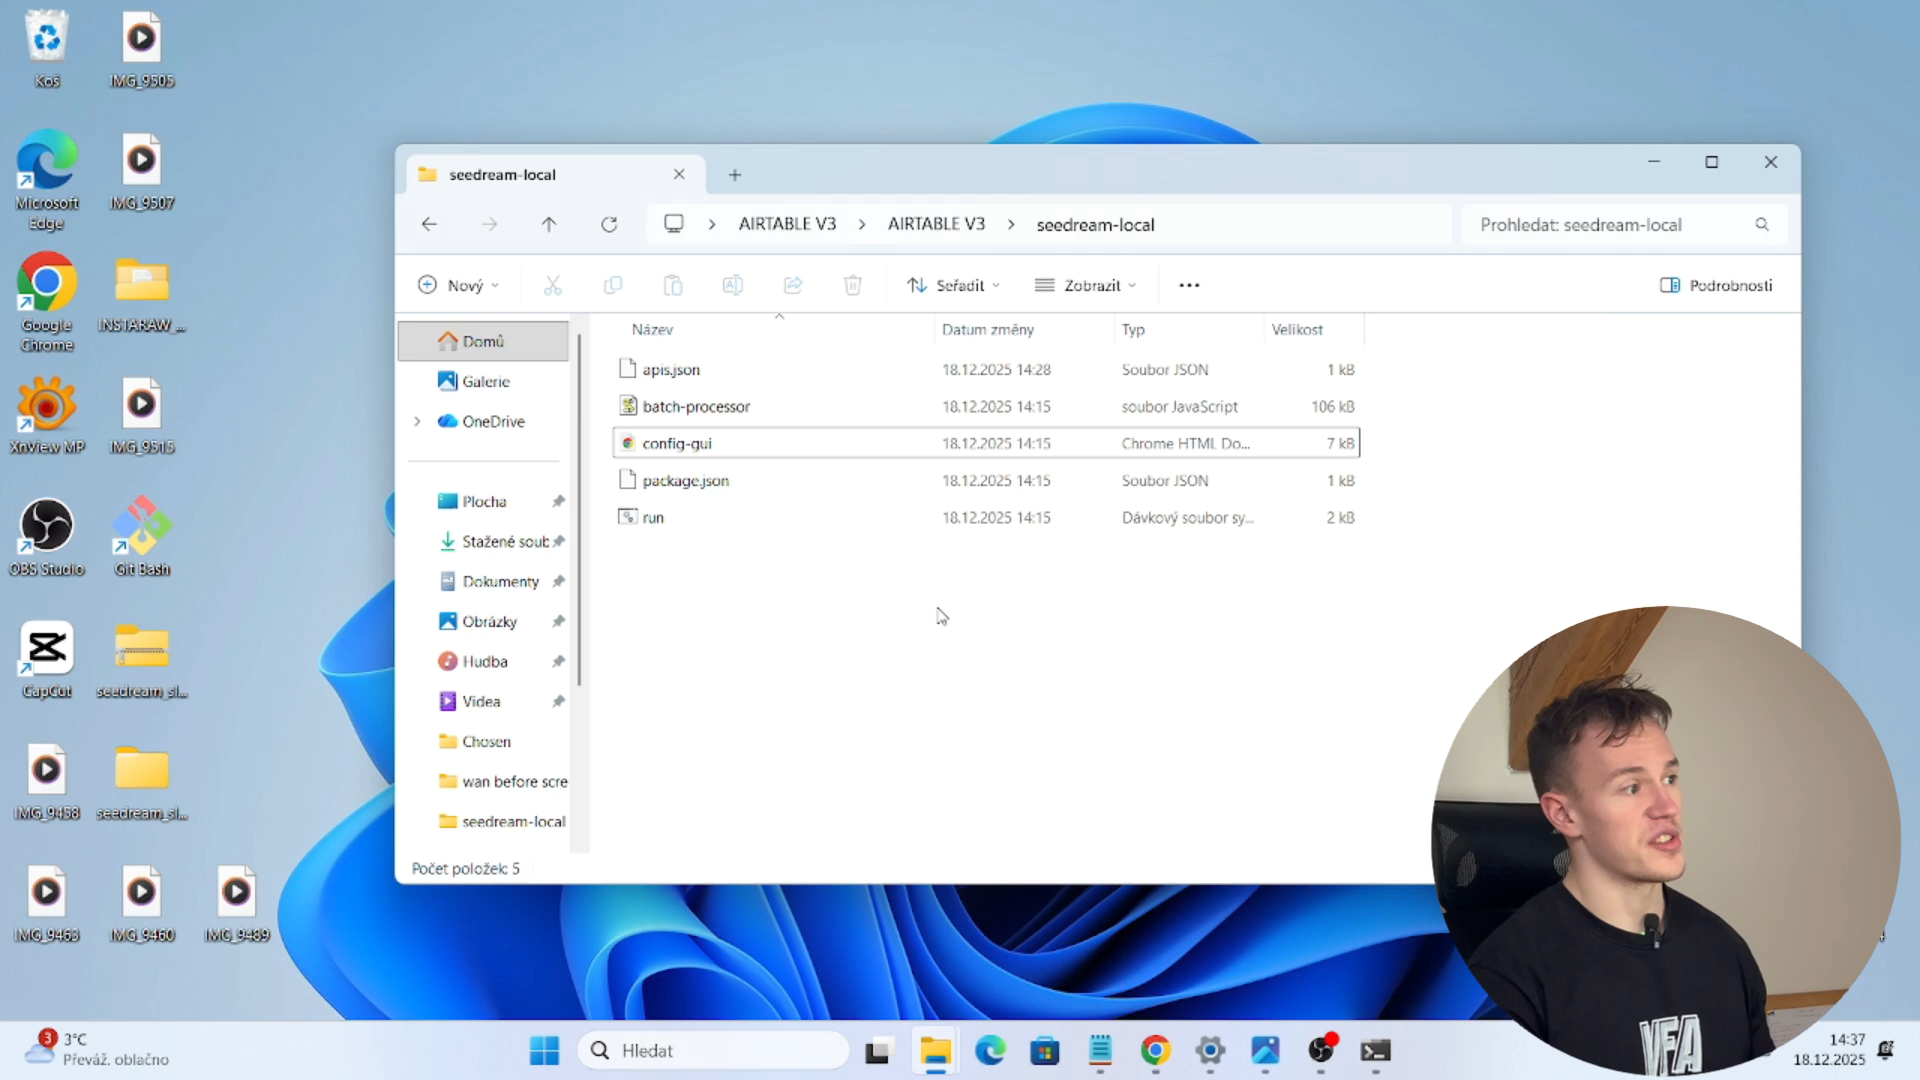 Koš
IMG_9505
Microsoft Edge
IMG_9507
Google Chrome
INSTARAW_...
XnView MP
IMG_9515
OBS Studio
Git Bash
CapCut
seedream_sl...
IMG_9458
seedream_sl...
IMG_9463
IMG_9460
IMG_9489
seedream-local
AIRTABLE V3
AIRTABLE V3
seedream-local
Prohledat: seedream-local
Nový
Seřadit
Zobrazit
Podrobnosti
Domů
Galerie
OneDrive
Plocha
Stažené soub
Dokumenty
Obrázky
Hudba
Videa
Chosen
wan before scre
seedream-local
Název Datum změny Typ Velikost
apis.json 18.12.2025 14:28 Soubor JSON 1 kB
batch-processor 18.12.2025 14:15 soubor JavaScript 106 kB
config-gui 18.12.2025 14:15 Chrome HTML Do... 7 kB
package.json 18.12.2025 14:15 Soubor JSON 1 kB
run 18.12.2025 14:15 Dávkový soubor sy... 2 kB
Počet položek: 5
VFA
3
3°C
Převáž. oblačno
Hledat
14:37
18.12.2025